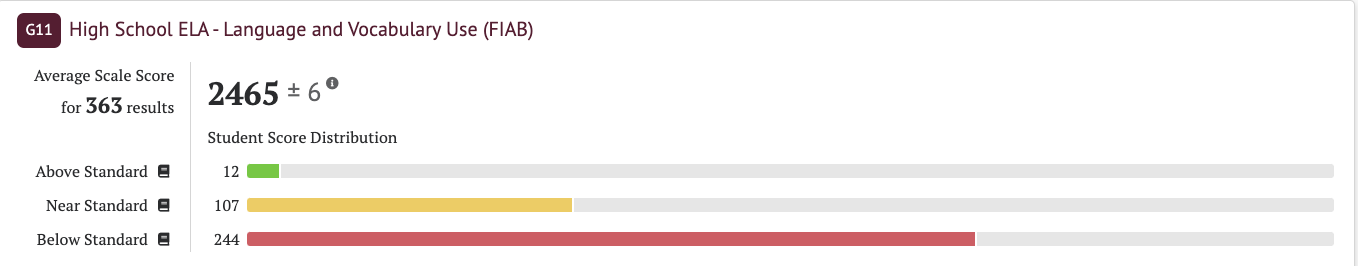 G11 High School ELA - Language and Vocabulary Use (FIAB)
Average Scale Score
for 363 results
2465 ± 6
Student Score Distribution
Above Standard 12
Near Standard 107
Below Standard 244